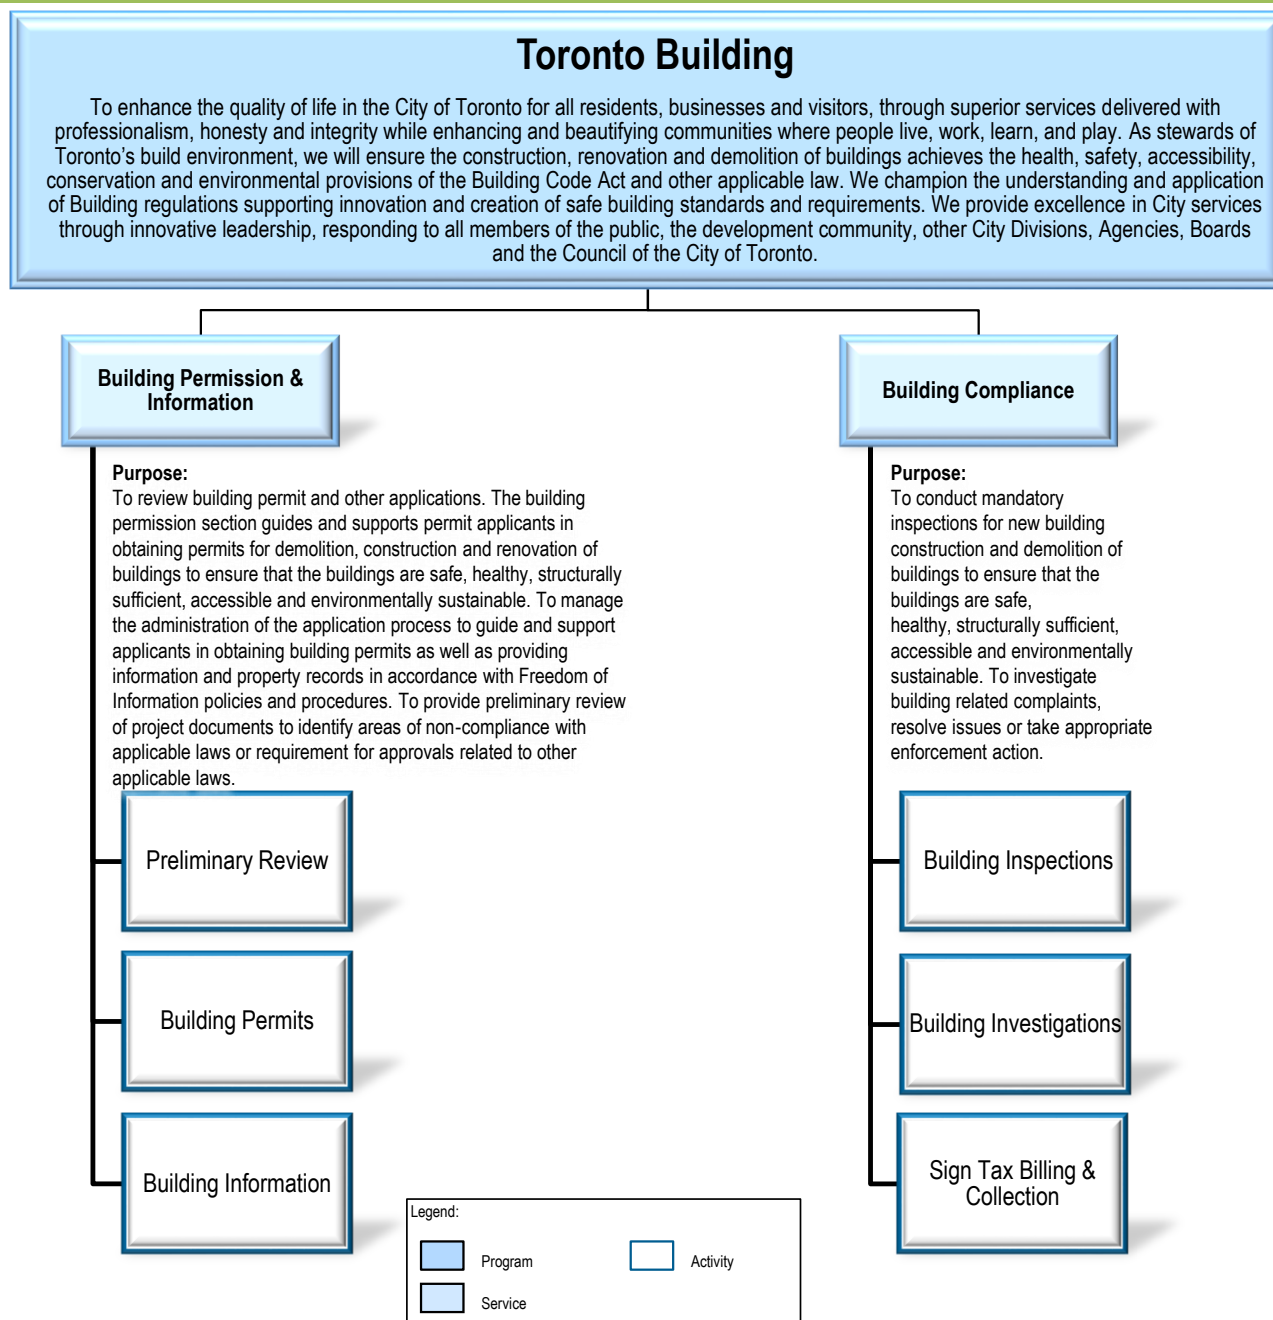 Toronto Building
To enhance the quality of life in the City of Toronto for all residents, businesses and visitors, through superior services delivered with
professionalism, honesty and integrity while enhancing and beautifying communities where people live, work, learn, and play. As stewards of
Toronto’s build environment, we will ensure the construction, renovation and demolition of buildings achieves the health, safety, accessibility,
conservation and environmental provisions of the Building Code Act and other applicable law. We champion the understanding and application
of Building regulations supporting innovation and creation of safe building standards and requirements. We provide excellence in City services
through innovative leadership, responding to all members of the public, the development community, other City Divisions, Agencies, Boards
and the Council of the City of Toronto.
Building Permission &
Information
Purpose:
To review building permit and other applications. The building
permission section guides and supports permit applicants in
obtaining permits for demolition, construction and renovation of
buildings to ensure that the buildings are safe, healthy, structurally
sufficient, accessible and environmentally sustainable. To manage
the administration of the application process to guide and support
applicants in obtaining building permits as well as providing
information and property records in accordance with Freedom of
Information policies and procedures. To provide preliminary review
of project documents to identify areas of non-compliance with
applicable laws or requirement for approvals related to other
applicable laws.
Preliminary Review
Building Permits
Building Information
Building Compliance
Purpose:
To conduct mandatory
inspections for new building
construction and demolition of
buildings to ensure that the
buildings are safe,
healthy, structurally sufficient,
accessible and environmentally
sustainable. To investigate
building related complaints,
resolve issues or take appropriate
enforcement action.
Building Inspections
Building Investigations
Sign Tax Billing &
Collection
Legend:
Program
Activity
Service